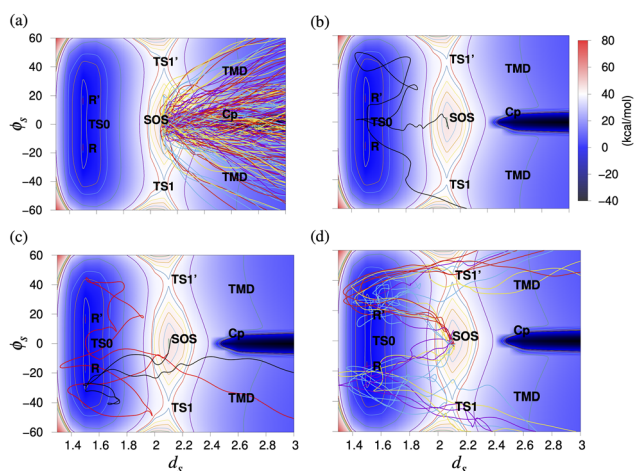 (a)
60
40
20
0
−20
−40
−60
ϕs
TS1'
TMD
R'
TS0
SOS
Cp
R
TMD
TS1
(b)
TS1'
TMD
R'
TS0
SOS
Cp
R
TS1
TMD
80
60
40
20
0
−20
−40
(kcal/mol)
(c)
60
40
20
0
−20
−40
−60
ϕs
TS1'
TMD
R'
TS0
SOS
Cp
R
TS1
TMD
1.4 1.6 1.8 2 2.2 2.4 2.6 2.8 3
ds
(d)
TS1'
TMD
R'
TS0
SOS
Cp
R
TS1
TMD
1.4 1.6 1.8 2 2.2 2.4 2.6 2.8 3
ds